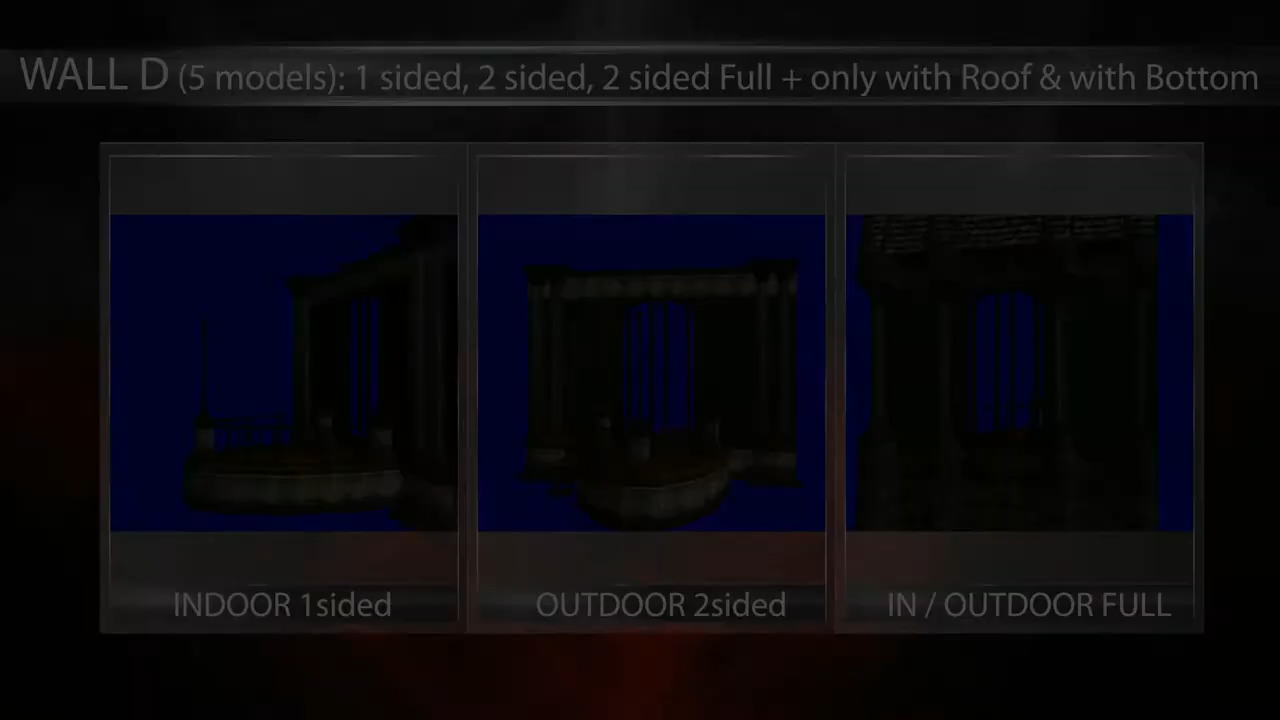 WALL D (5 models): 1 sided, 2 sided, 2 sided Full + only with Roof & with Bottom
INDOOR 1sided
OUTDOOR 2sided
IN / OUTDOOR FULL